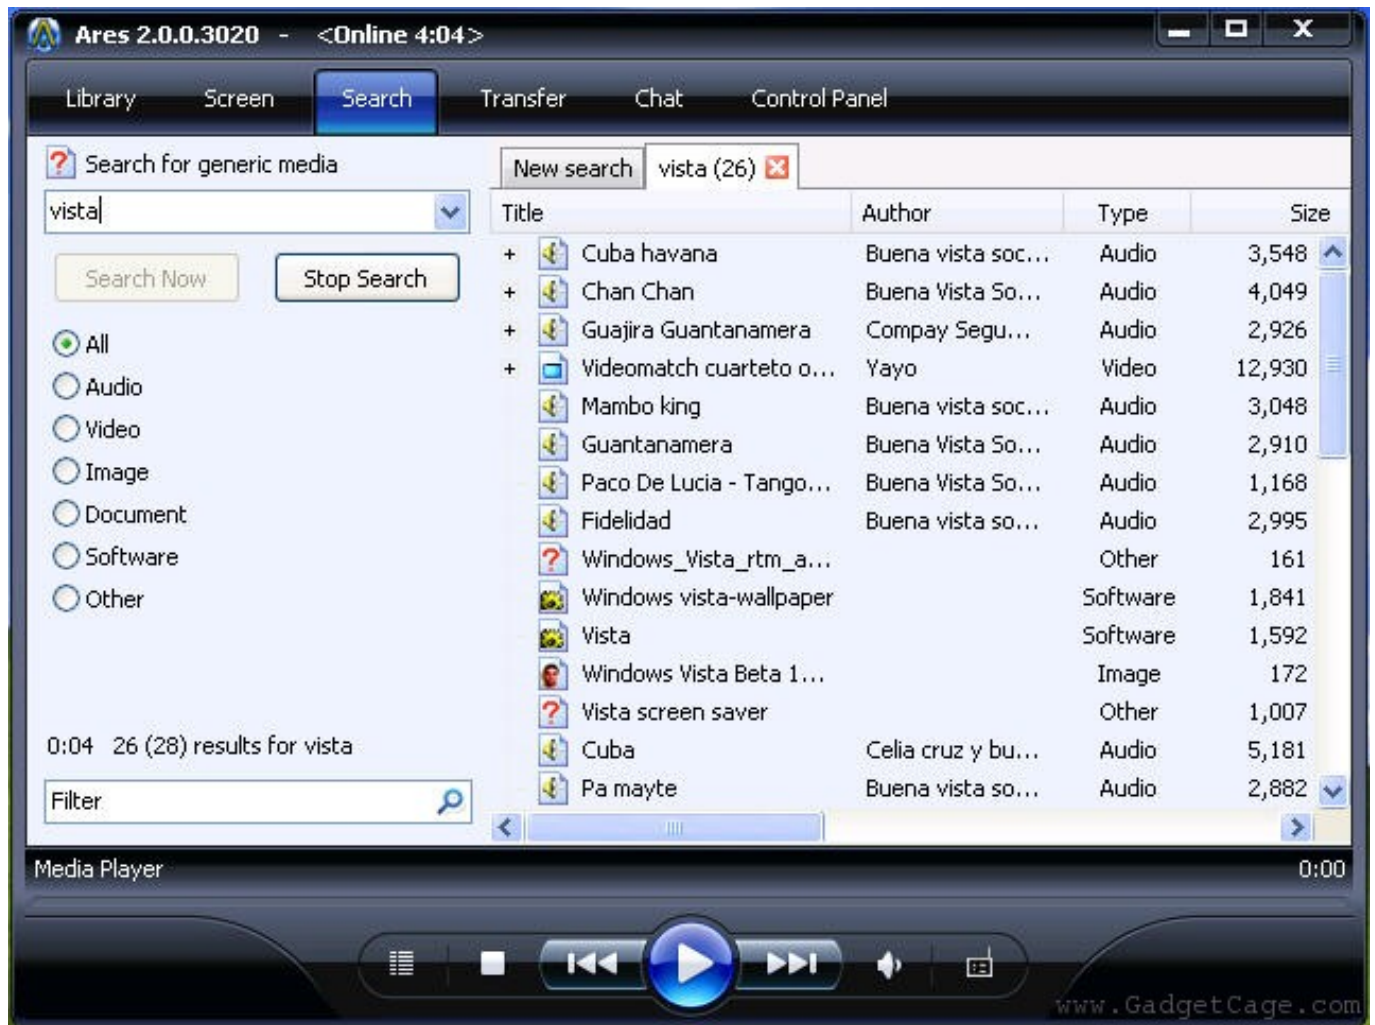 Ares 2.0.0.3020 - <Online 4:04>
Library Screen Search Transfer Chat Control Panel
Search for generic media
vista
Search Now Stop Search
All
Audio
Video
Image
Document
Software
Other
0:04 26 (28) results for vista
Filter
New search vista (26)
Title Author Type Size
+ Cuba havana Buena vista soc... Audio 3,548
+ Chan Chan Buena Vista So... Audio 4,049
+ Guajira Guantanamera Compay Segu... Audio 2,926
+ Videomatch cuarteto o... Yayo Video 12,930
Mambo king Buena vista soc... Audio 3,048
Guantanamera Buena Vista So... Audio 2,910
Paco De Lucia - Tango... Buena Vista So... Audio 1,168
Fidelidad Buena vista so... Audio 2,995
Windows_Vista_rtm_a... Other 161
Windows vista-wallpaper Software 1,841
Vista Software 1,592
Windows Vista Beta 1... Image 172
Vista screen saver Other 1,007
Cuba Celia cruz y bu... Audio 5,181
Pa mayte Buena vista so... Audio 2,882
Media Player 0:00
www.GadgetCage.com